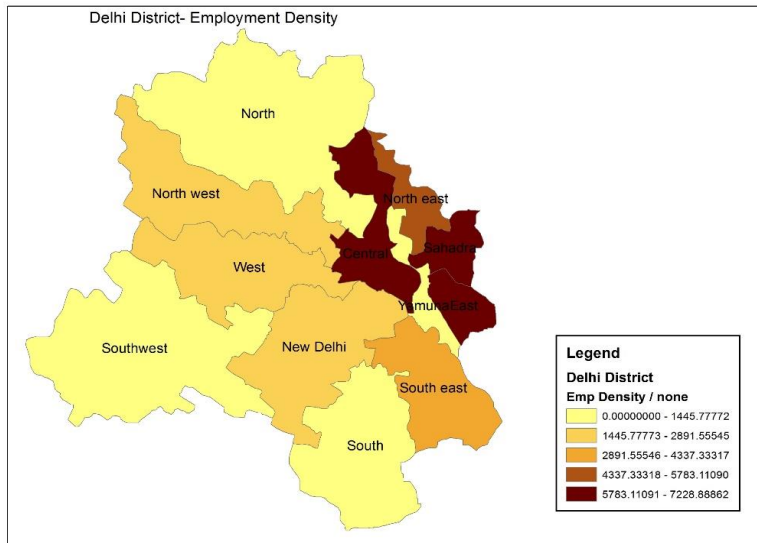 Delhi District- Employment Density
North
North east
North west
Sahadra
Central
West
YamunaEast
Southwest
New Delhi
South east
South
Legend
Delhi District
Emp Density / none
0.00000000 - 1445.77772
1445.77773 - 2891.55545
2891.55546 - 4337.33317
4337.33318 - 5783.11090
5783.11091 - 7228.88862